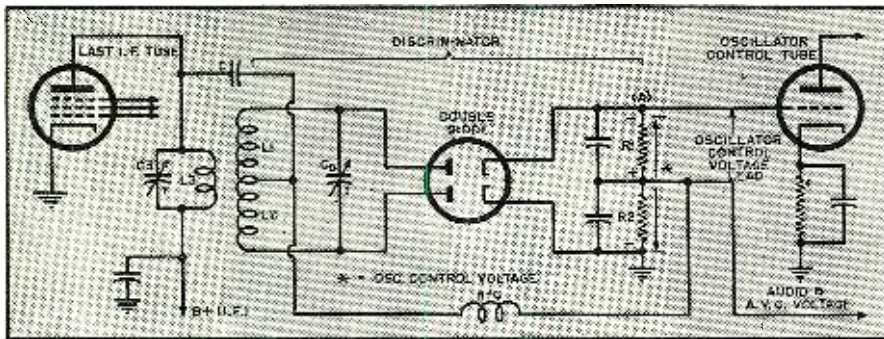 LAST I.F. TUBE
DISCRIMINATOR
OSCILLATOR
CONTROL TUBE
C
(A)
DOUBLE
DIODE
L1
L2
L3
R1
R2
OSCILLATOR
CONTROL
VOLTAGE
LEAD
* = OSC. CONTROL VOLTAGE
B+ (I.F.)
AUDIO &
A.V.C. VOLTAGE